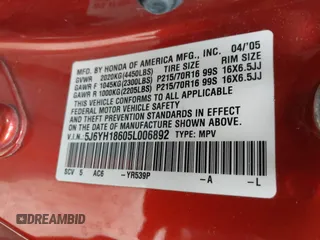 MFD. BY HONDA OF AMERICA MFG., INC. 04/'05
GVWR 2020KG(4450LBS) TIRE SIZE RIM SIZE
GAWR F 1045KG(2300LBS) P215/70R16 99S 16X6.5JJ
GAWR R 1000KG(2205LBS) P215/70R16 99S 16X6.5JJ
THIS VEHICLE CONFORMS TO ALL APPLICABLE
FEDERAL MOTOR VEHICLE SAFETY AND
THEFT PREVENTION STANDARDS IN EFFECT
ON THE DATE OF MANUFACTURE SHOWN ABOVE.
V.I.N. 5J6YH18605L006892 TYPE: MPV
SCV 5 AC6 -YR539P -A -L
DREAMBID